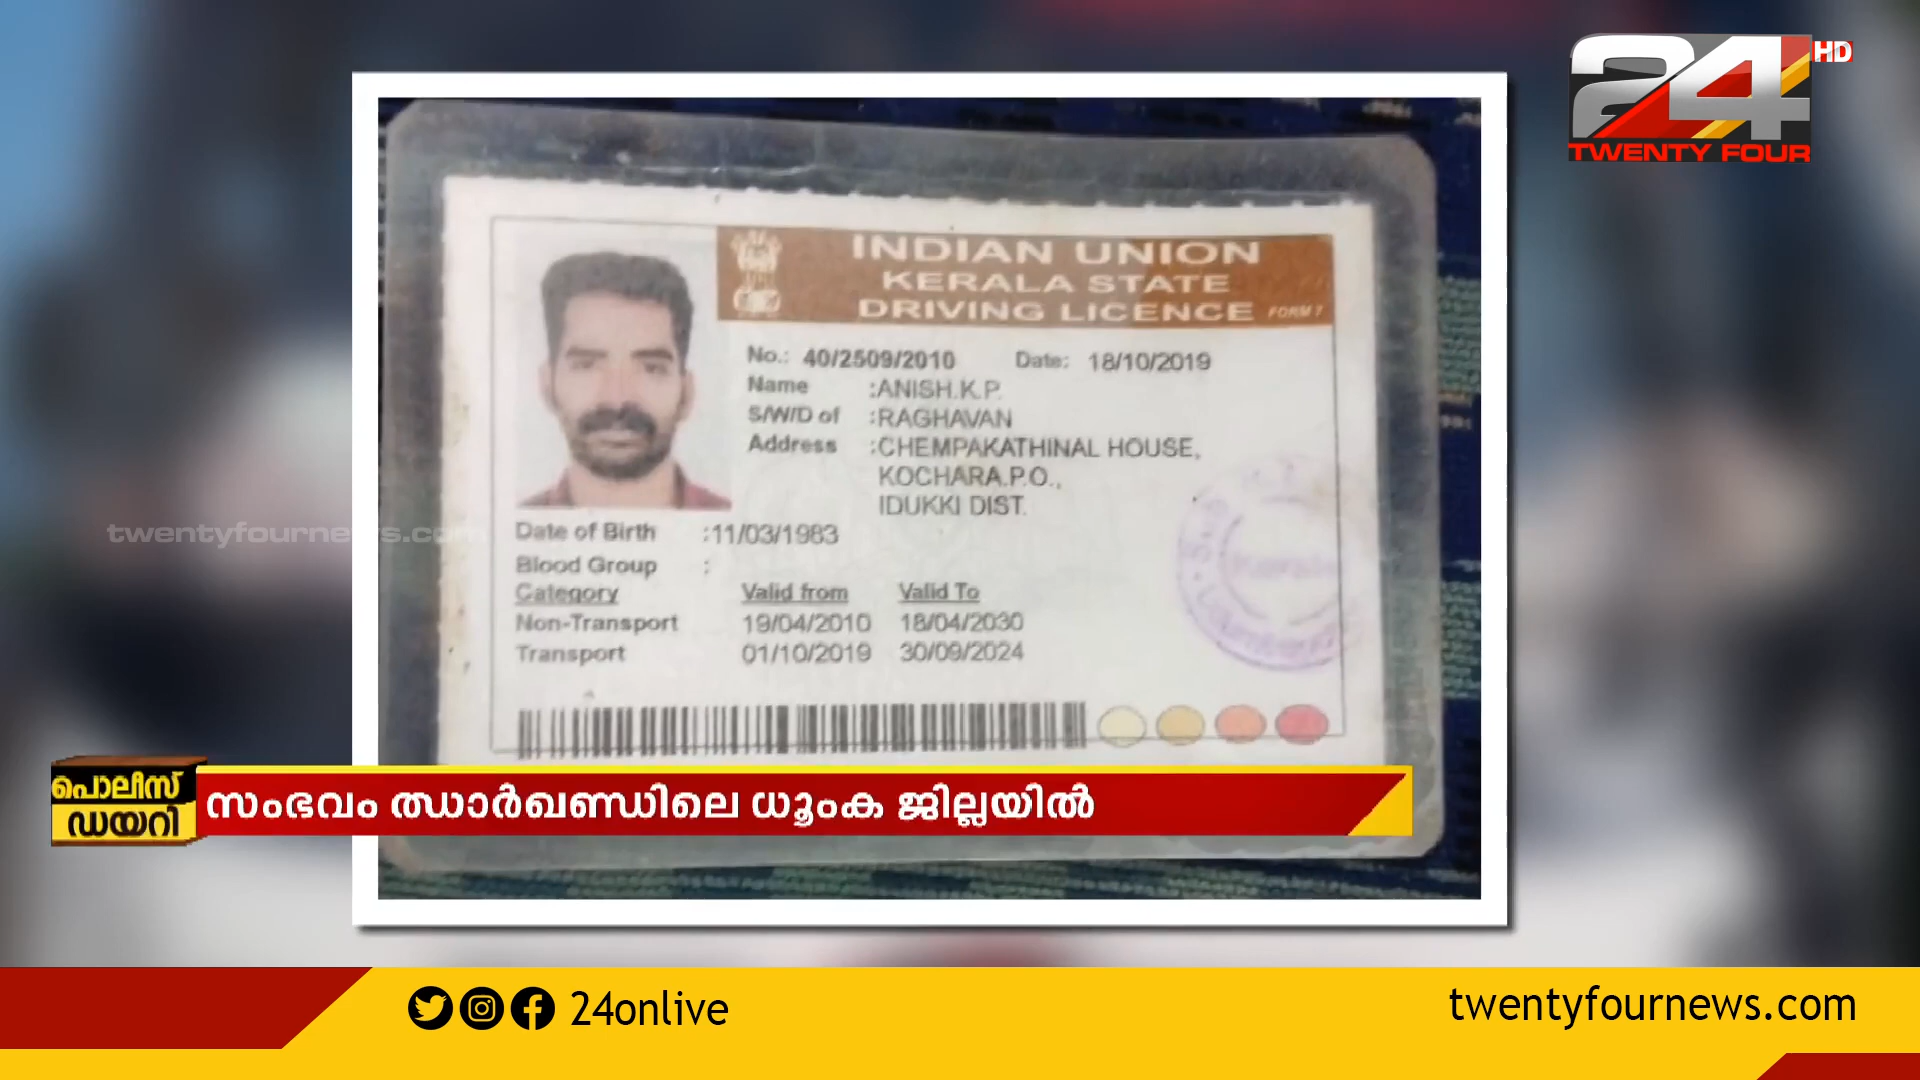 24 HD
TWENTY FOUR
INDIAN UNION
KERALA STATE
DRIVING LICENCE FORM 7
No.: 40/2509/2010 Date: 18/10/2019
Name :ANISH.K.P.
S/W/D of :RAGHAVAN
Address :CHEMPAKATHINAL HOUSE,
KOCHARA.P.O.,
IDUKKI DIST.
twentyfournews.com
Date of Birth :11/03/1983
Blood Group :
Category Valid from Valid To
Non-Transport 19/04/2010 18/04/2030
Transport 01/10/2019 30/09/2024
പൊലീസ്
ഡയറി
സംഭവം ഝാർഖണ്ഡിലെ ധൂംക ജില്ലയിൽ
24onlive
twentyfournews.com